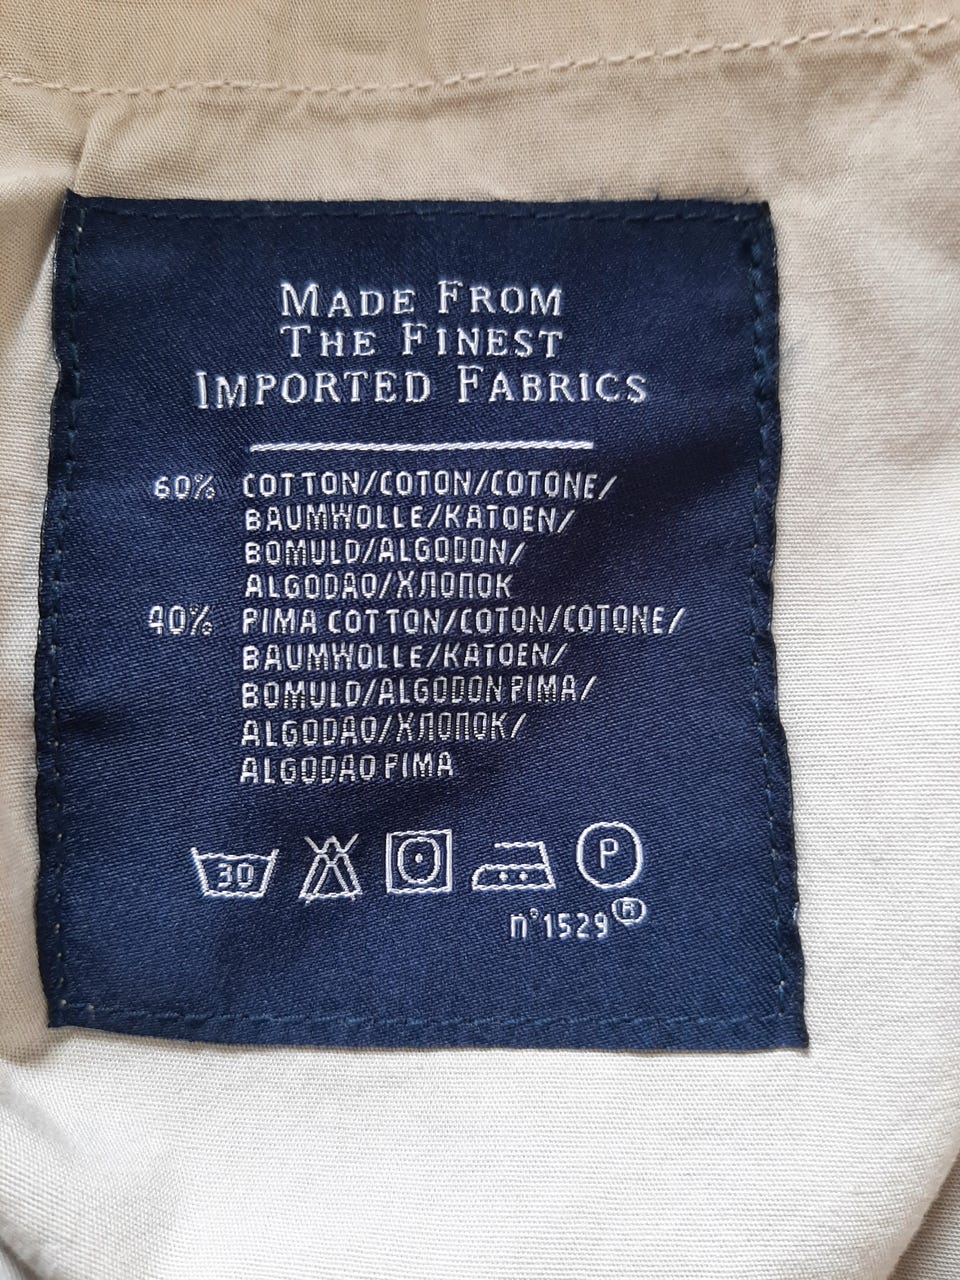 MADE FROM
THE FINEST
IMPORTED FABRICS
60% COTTON/COTON/COTONE/
BAUMWOLLE/KATOEN/
BOMULD/ALGODON/
ALGODAO/ХЛОПОК
40% PIMA COTTON/COTON/COTONE/
BAUMWOLLE/KATOEN/
BOMULD/ALGODON PIMA/
ALGODAO/ХЛОПОК/
ALGODAO PIMA
30 P
n°1529®